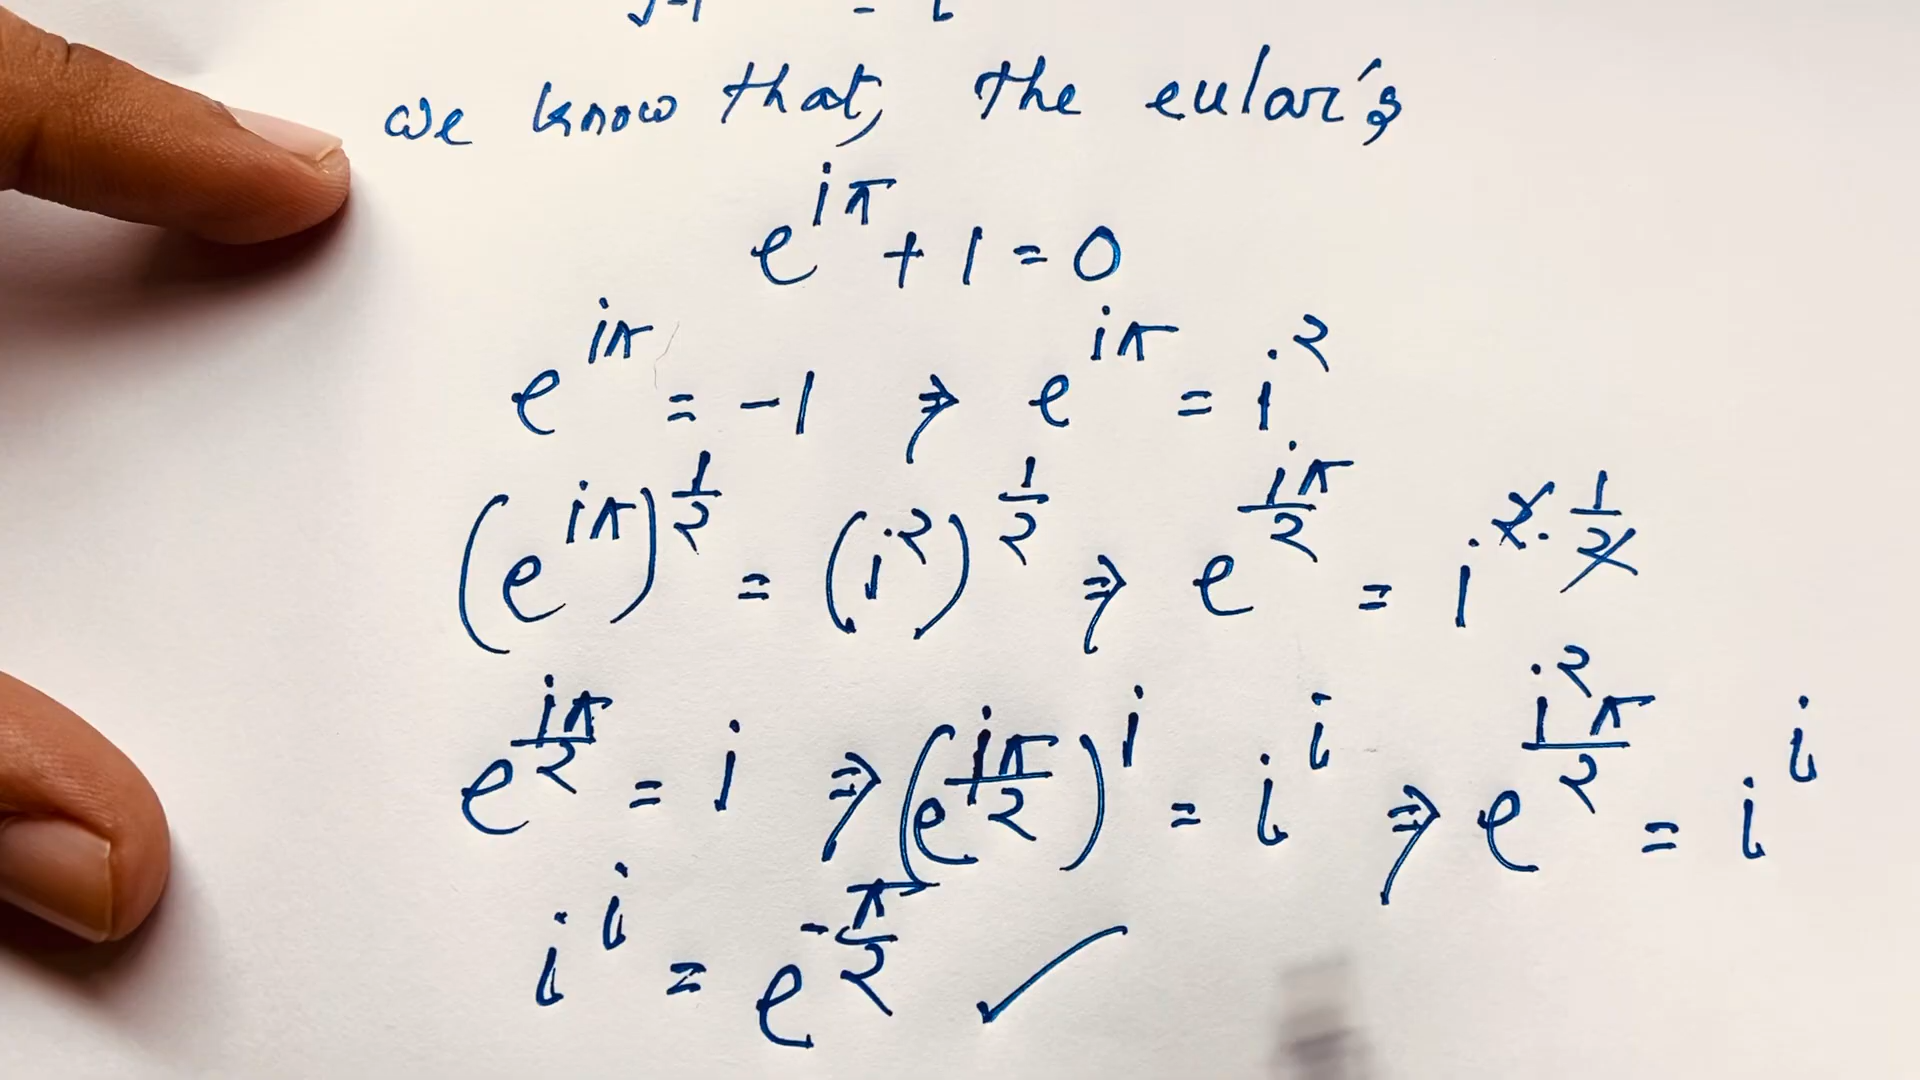 √-1 = i
we know that, the eular's
e^{iπ} + 1 = 0
e^{iπ} = -1 ⇒ e^{iπ} = i^2
(e^{iπ})^{1/2} = (i^2)^{1/2} ⇒ e^{iπ/2} = i^{2·1/2}
e^{iπ/2} = i ⇒ (e^{iπ/2})^i = i^i ⇒ e^{i^2π/2} = i^i
i^i = e^{-π/2} ✓